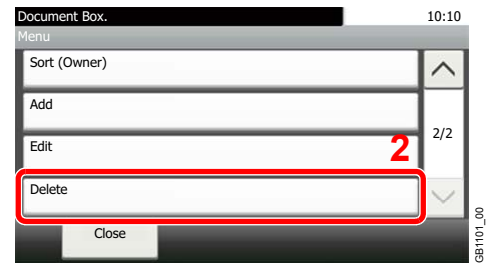 Document Box.
10:10
Menu
Sort (Owner)
Add
2/2
Edit
2
Delete
Close
GB1101_00